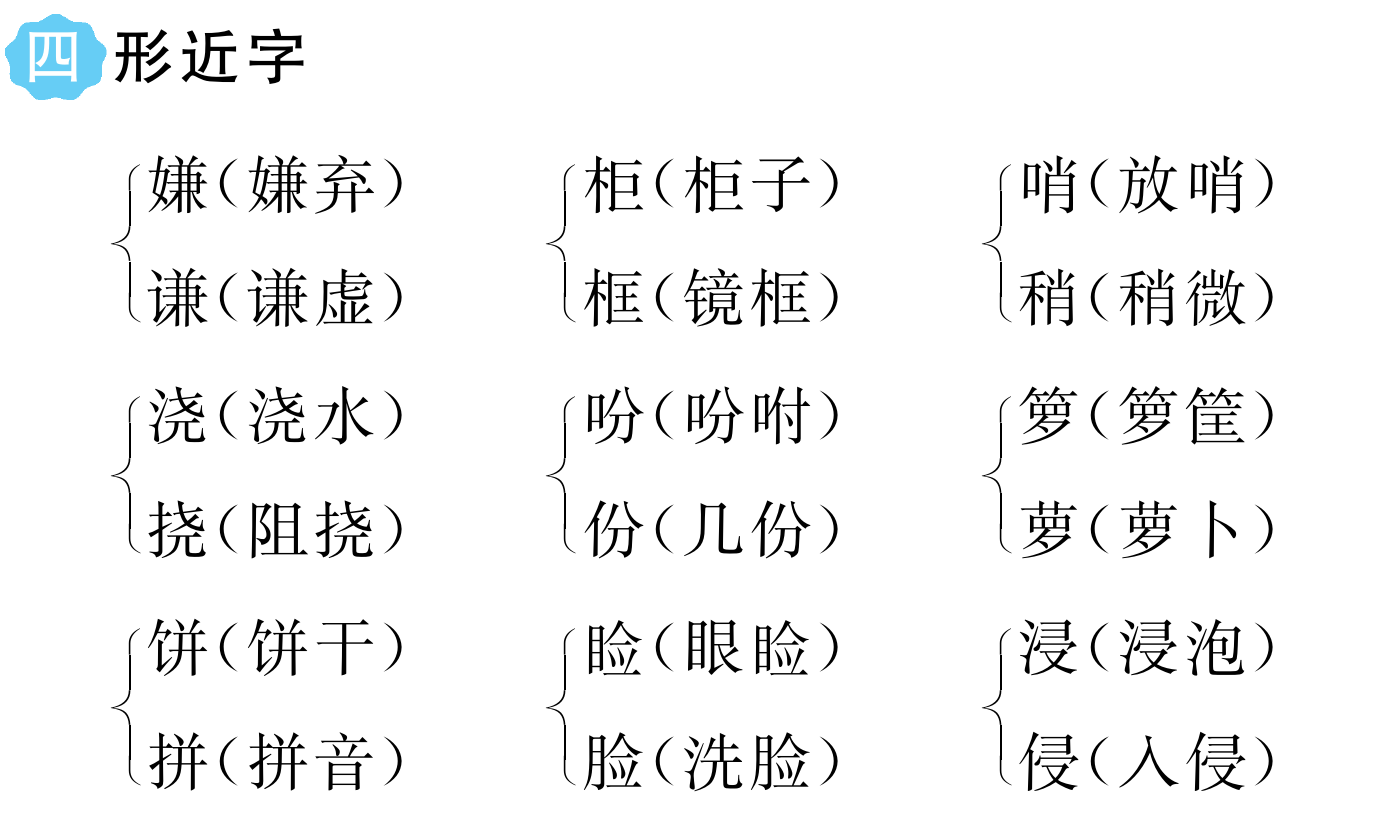 四 形近字
嫌(嫌弃) 柜(柜子) 哨(放哨)
谦(谦虚) 框(镜框) 稍(稍微)
浇(浇水) 吩(吩咐) 箩(箩筐)
挠(阻挠) 份(几份) 萝(萝卜)
饼(饼干) 睑(眼睑) 浸(浸泡)
拼(拼音) 脸(洗脸) 侵(入侵)